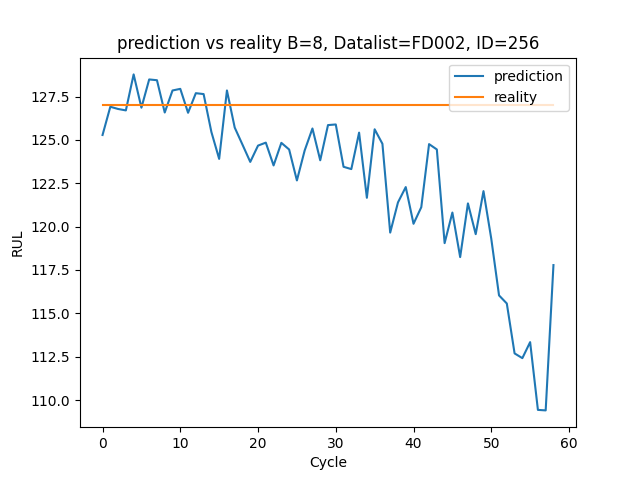 prediction vs reality B=8, Datalist=FD002, ID=256
prediction
reality
127.5
125.0
122.5
120.0
117.5
115.0
112.5
110.0
RUL
0 10 20 30 40 50 60
Cycle